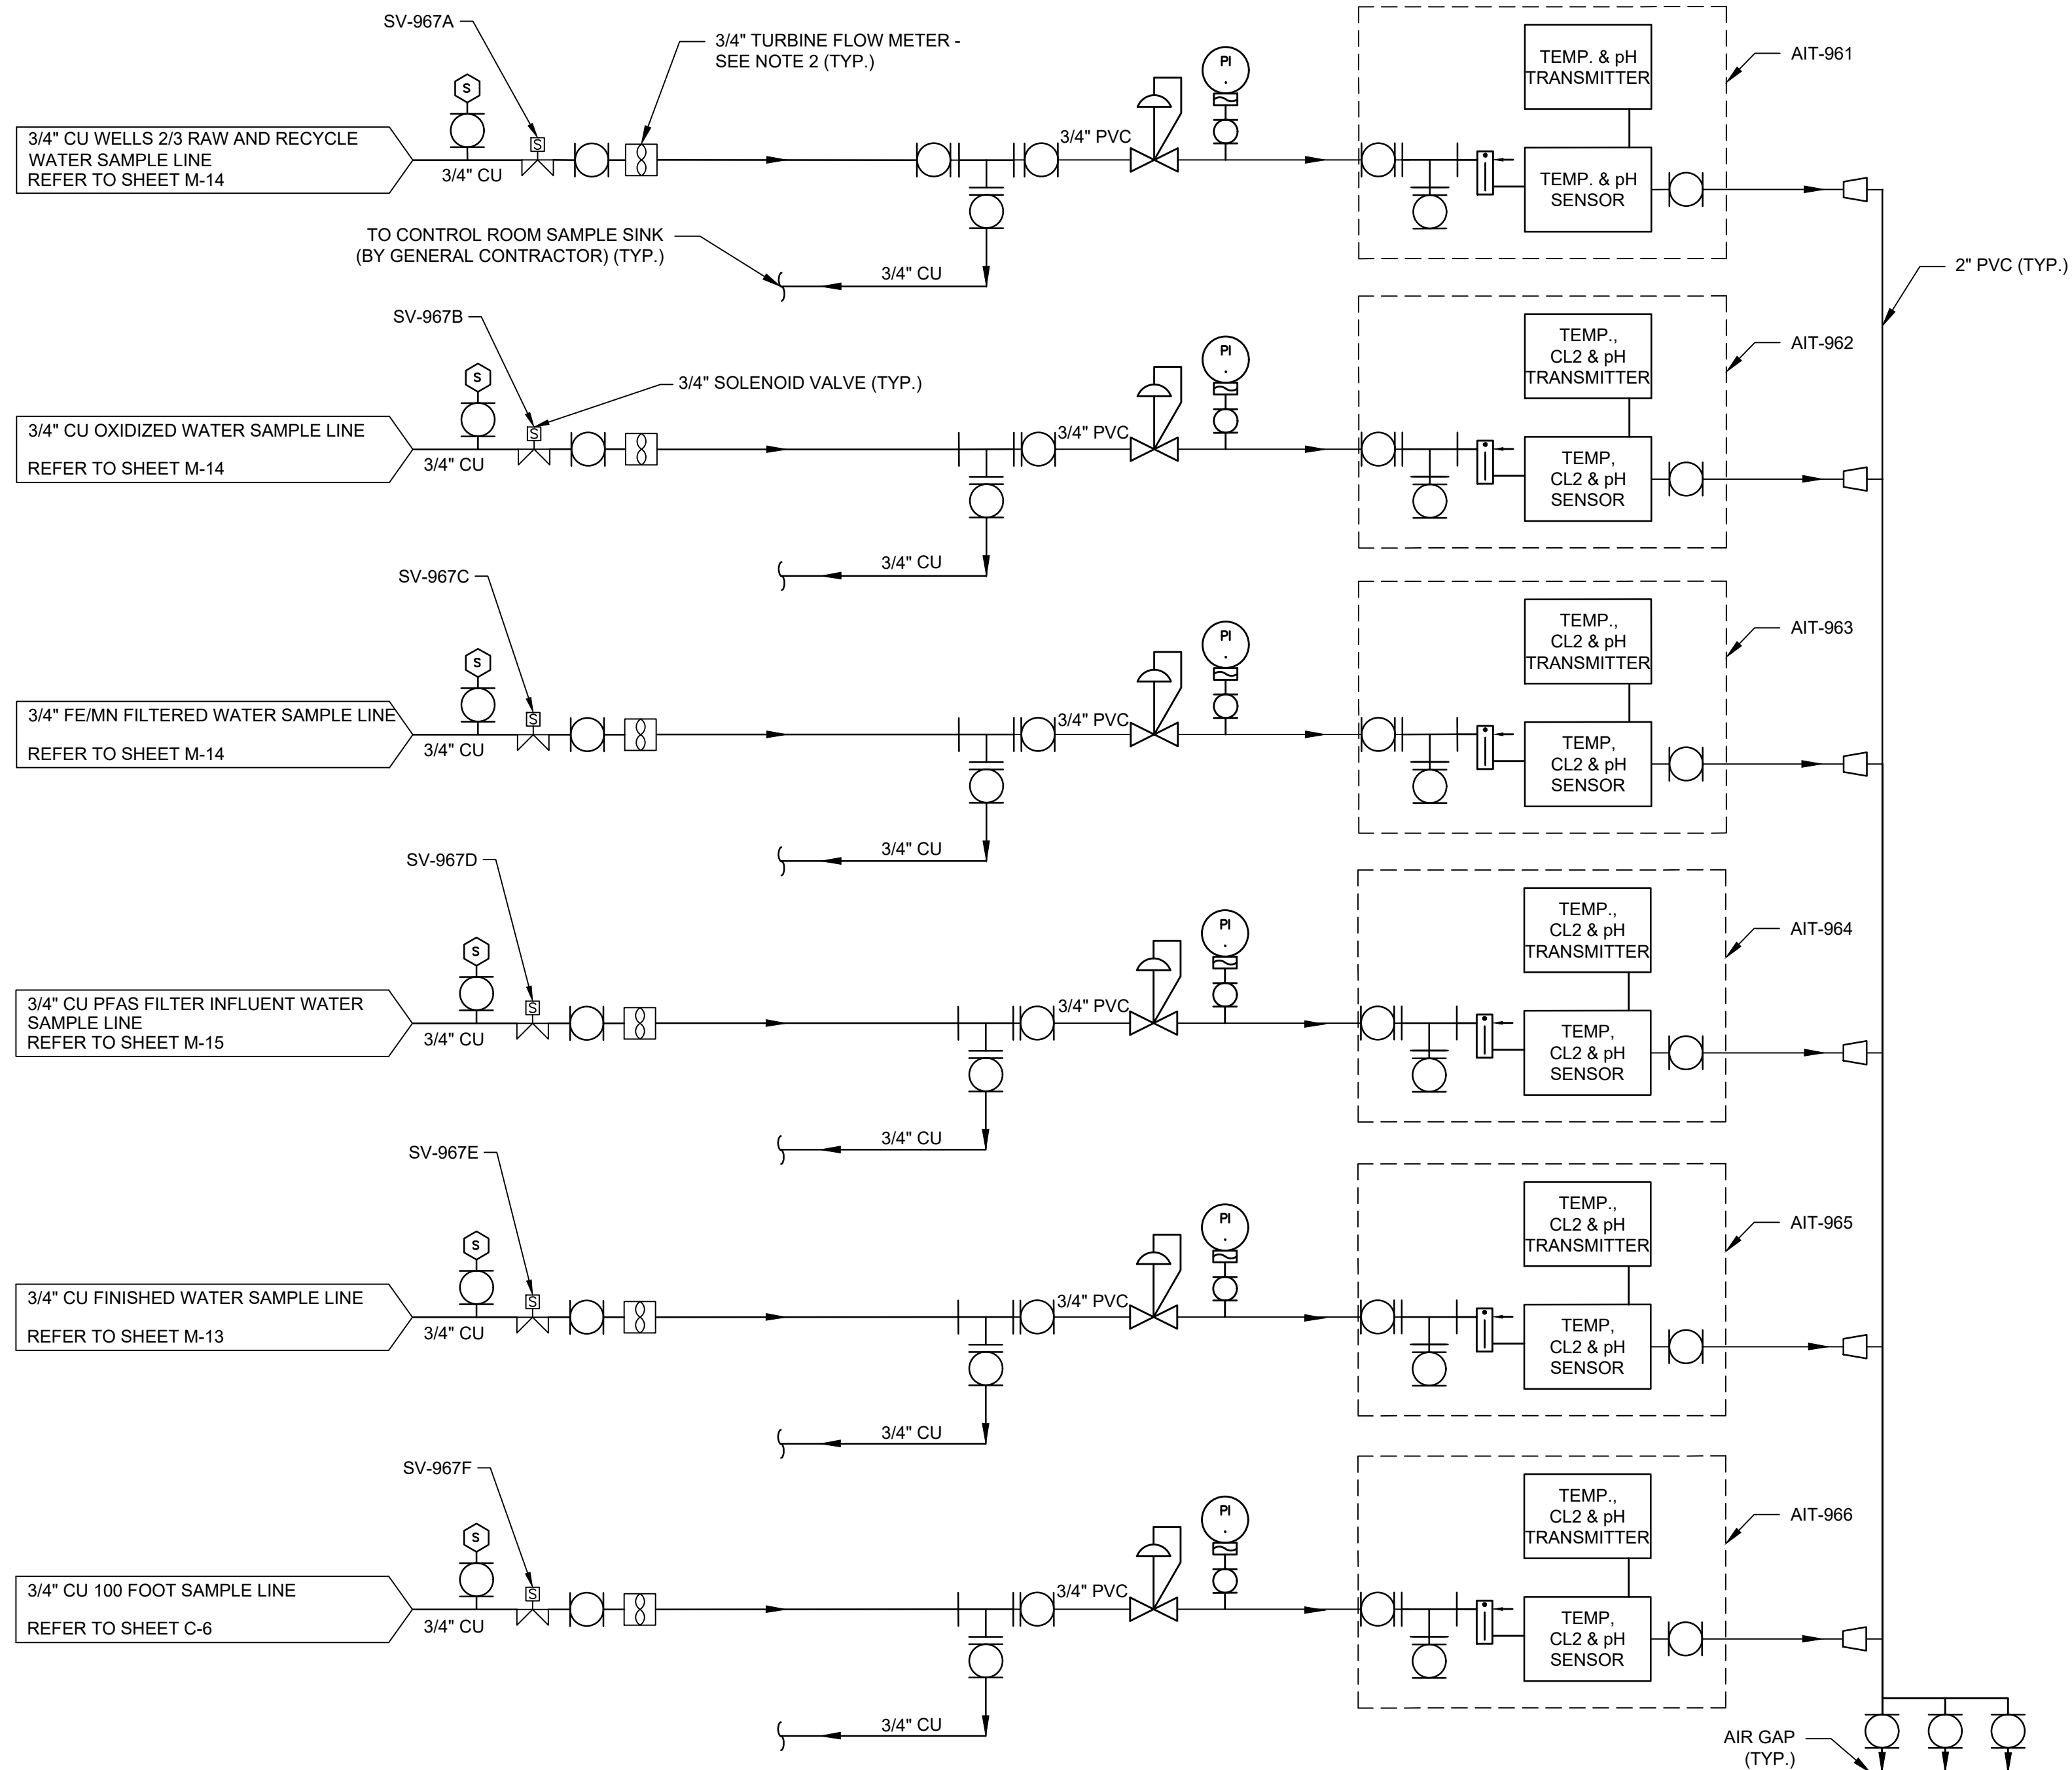 SV-967A
3/4" TURBINE FLOW METER -
SEE NOTE 2 (TYP.)
PI
TEMP. & pH
TRANSMITTER
AIT-961
S
S
3/4" CU WELLS 2/3 RAW AND RECYCLE
WATER SAMPLE LINE
REFER TO SHEET M-14
3/4" CU
3/4" PVC
TEMP. & pH
SENSOR
TO CONTROL ROOM SAMPLE SINK
(BY GENERAL CONTRACTOR) (TYP.)
3/4" CU
2" PVC (TYP.)
SV-967B
3/4" SOLENOID VALVE (TYP.)
PI
TEMP.,
CL2 & pH
TRANSMITTER
AIT-962
S
S
3/4" CU OXIDIZED WATER SAMPLE LINE
REFER TO SHEET M-14
3/4" CU
3/4" PVC
TEMP,
CL2 & pH
SENSOR
3/4" CU
SV-967C
PI
TEMP.,
CL2 & pH
TRANSMITTER
AIT-963
S
S
3/4" FE/MN FILTERED WATER SAMPLE LINE
REFER TO SHEET M-14
3/4" CU
3/4" PVC
TEMP,
CL2 & pH
SENSOR
3/4" CU
SV-967D
PI
TEMP.,
CL2 & pH
TRANSMITTER
AIT-964
S
S
3/4" CU PFAS FILTER INFLUENT WATER
SAMPLE LINE
REFER TO SHEET M-15
3/4" CU
3/4" PVC
TEMP,
CL2 & pH
SENSOR
3/4" CU
SV-967E
PI
TEMP.,
CL2 & pH
TRANSMITTER
AIT-965
S
S
3/4" CU FINISHED WATER SAMPLE LINE
REFER TO SHEET M-13
3/4" CU
3/4" PVC
TEMP,
CL2 & pH
SENSOR
3/4" CU
SV-967F
PI
TEMP.,
CL2 & pH
TRANSMITTER
AIT-966
S
S
3/4" CU 100 FOOT SAMPLE LINE
REFER TO SHEET C-6
3/4" CU
3/4" PVC
TEMP,
CL2 & pH
SENSOR
3/4" CU
AIR GAP
(TYP.)